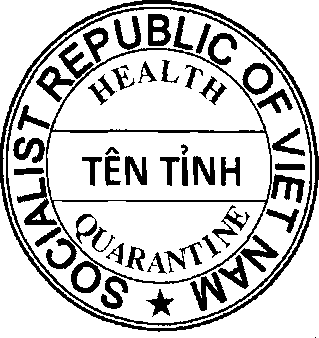 SOCIALIST REPUBLIC OF VIET NAM
HEALTH
TÊN TỈNH
QUARANTINE